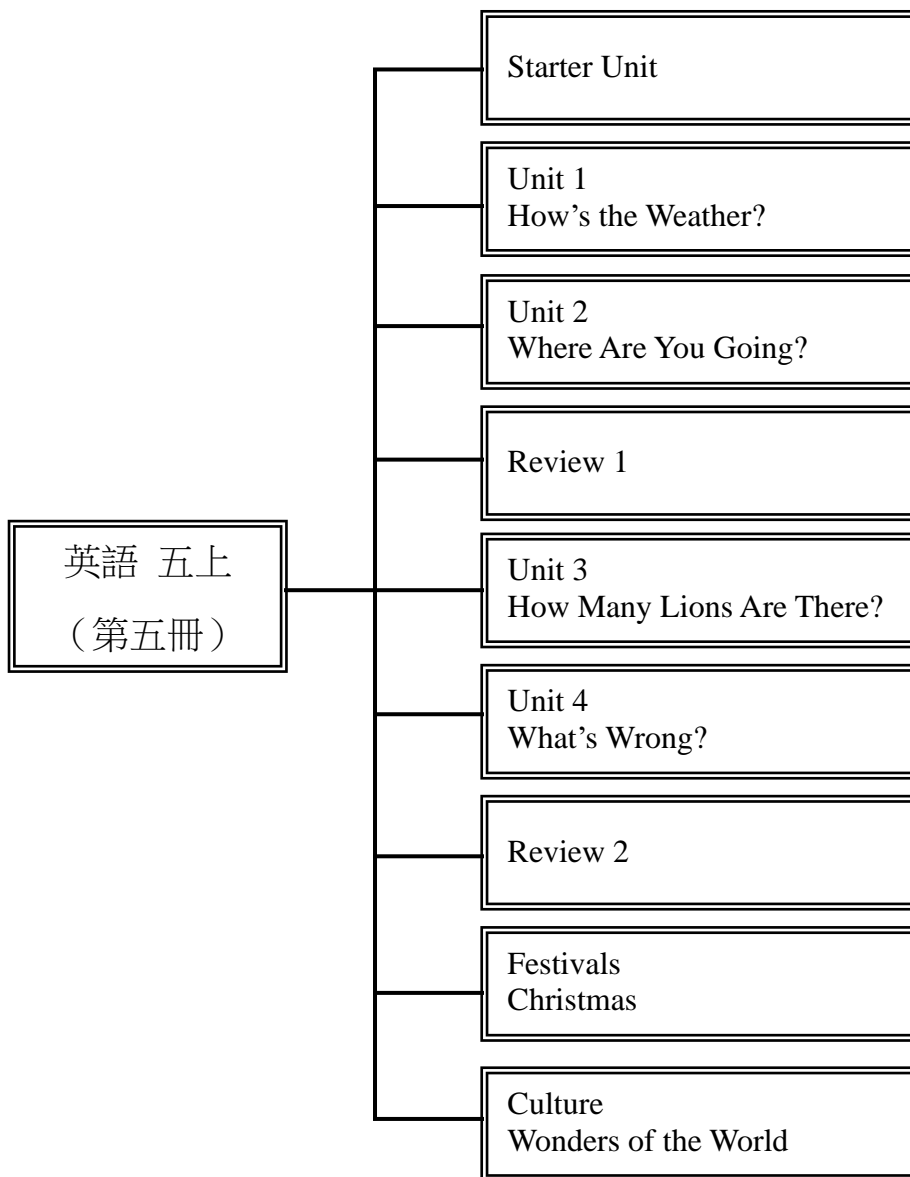 英語 五上
（第五冊）
Starter Unit
Unit 1
How’s the Weather?
Unit 2
Where Are You Going?
Review 1
Unit 3
How Many Lions Are There?
Unit 4
What’s Wrong?
Review 2
Festivals
Christmas
Culture
Wonders of the World